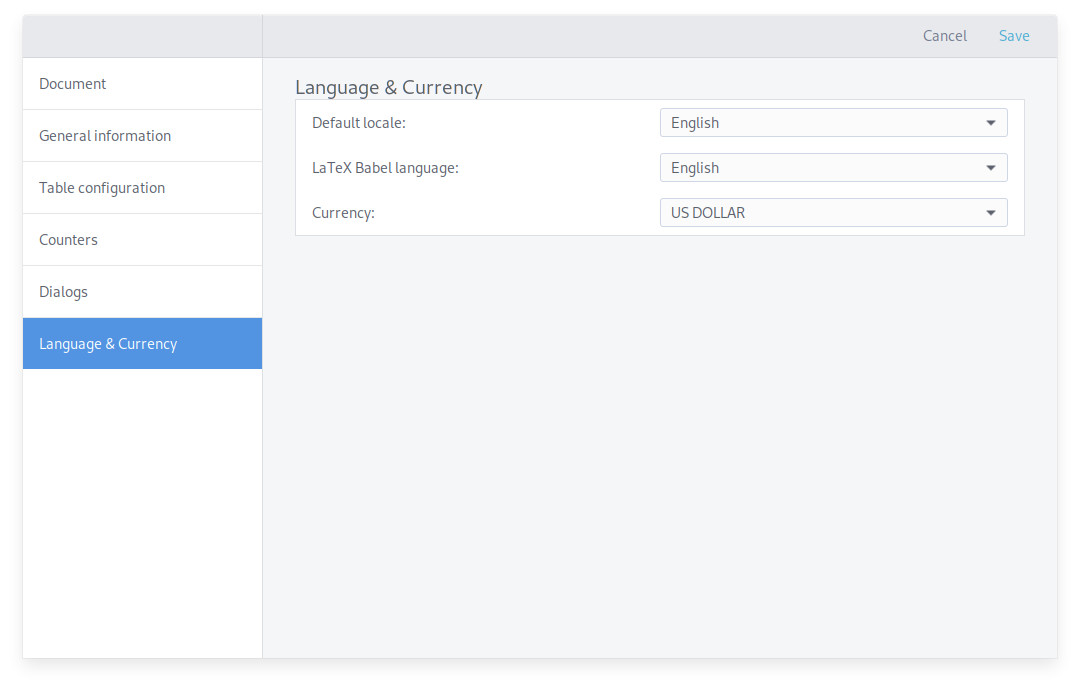 Cancel Save
Document
General information
Table configuration
Counters
Dialogs
Language & Currency
Language & Currency
Default locale: English
LaTeX Babel language: English
Currency: US DOLLAR